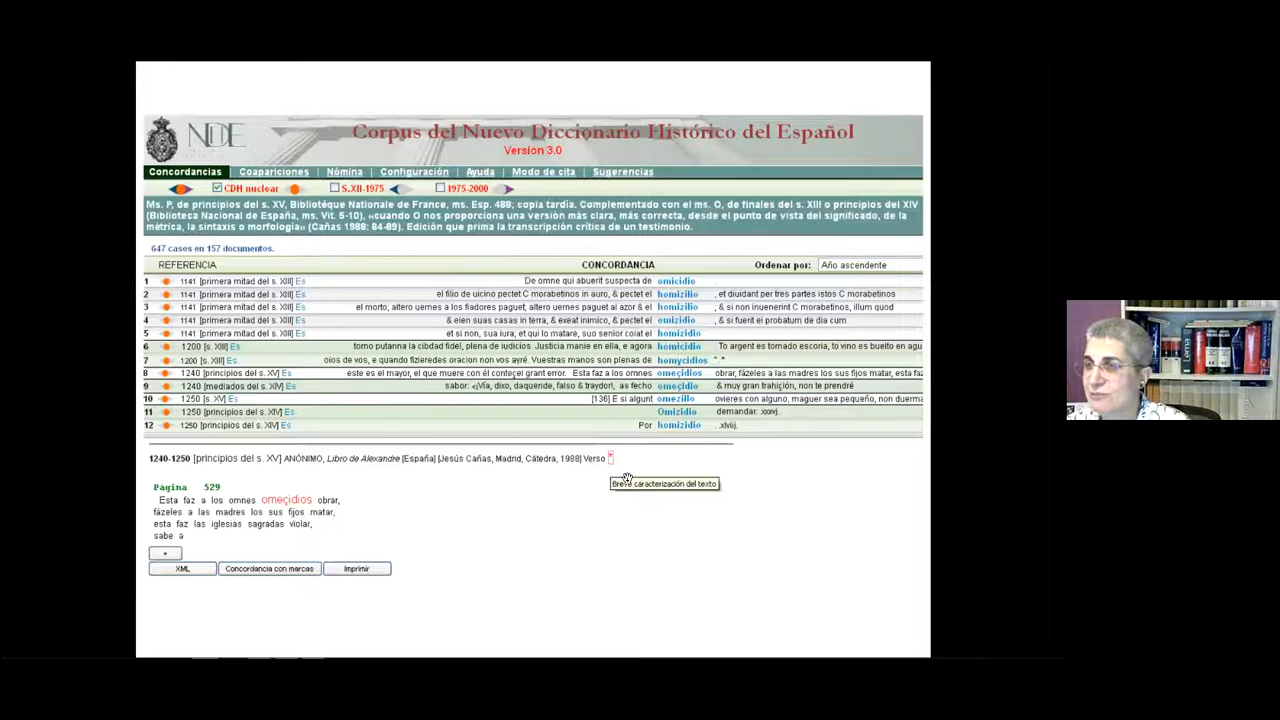 NDE
Corpus del Nuevo Diccionario Histórico del Español
Versión 3.0
Concordancias Coapariciones Nómina Configuración Ayuda Modo de cita Sugerencias
CDH nuclear S.XII-1975 1975-2000
Ms. P, de principios del s. XV, Bibliotéque Nationale de France, ms. Esp. 488; copia tardía. Complementado con el ms. O, de finales del s. XIII o principios del XIV
(Biblioteca Nacional de España, ms. Vit. 5-10), «cuando O nos proporciona una versión más clara, más correcta, desde el punto de vista del significado, de la
métrica, la sintaxis o morfología» (Cañas 1988: 84-89). Edición que prima la transcripción crítica de un testimonio.
647 casos en 157 documentos.
REFERENCIA CONCORDANCIA Ordenar por: Año ascendente
1 1141 [primera mitad del s. XIII] Es De omne qui abuerit suspecta de omicidio .
2 1141 [primera mitad del s. XIII] Es el filio de uicino pectet C morabetinos in auro, & pectet el homizilio , et diuidant per tres partes istos C morabetinos
3 1141 [primera mitad del s. XIII] Es el morto; altero uernes a los fiadores paguet; altero uernes paguet al azor & el homizilio , & si non inuenerint C morabetinos, illum quod
4 1141 [primera mitad del s. XIII] Es & eien suas casas in terra, & exeat inimico, & pectet el omizidio , & si fuerit el probatum de dia cum
5 1141 [primera mitad del s. XIII] Es et si non, sua iura; et qui lo matare, suo senior coiat el homizidio
6 1200 [s. XIII] Es torno putanna la cibdad fidel, plena de iudicios. Justicia manie en ella, e agora homicidio . To argent es tornado escoria, to vino es buelto en agu
7 1200 [s. XIII] Es oios de vos, e quando fizieredes oracion non vos ayré. Vuestras manos son plenas de homycidios ". "
8 1240 [principios del s. XV] Es este es el mayor, el que muere con él conteçel grant error. Esta faz a los omnes omeçidios obrar, fázeles a las madres los sus fijos matar, esta faz
9 1240 [mediados del s. XIV] Es sabor: «¡Vía, dixo, daquende, falso & traydor!, as fecho omeçidio & muy gran trahiçión, non te prendré
10 1250 [s. XV] Es [136] E si algunt omezillo ovieres con alguno, maguer sea pequeño, non duerma
11 1250 [principios del s. XIV] Es Omizidio demandar. .xxxvj.
12 1250 [principios del s. XIV] Es Por homizidio . .xlviij.
1240-1250 [principios del s. XV] ANÓNIMO, Libro de Alexandre [España] [Jesús Cañas, Madrid, Cátedra, 1988] Verso *
Breve caracterización del texto
Página 529
Esta faz a los omnes omeçidios obrar,
fázeles a las madres los sus fijos matar,
esta faz las iglesias sagradas violar,
sabe a
+
XML Concordancia con marcas Imprimir